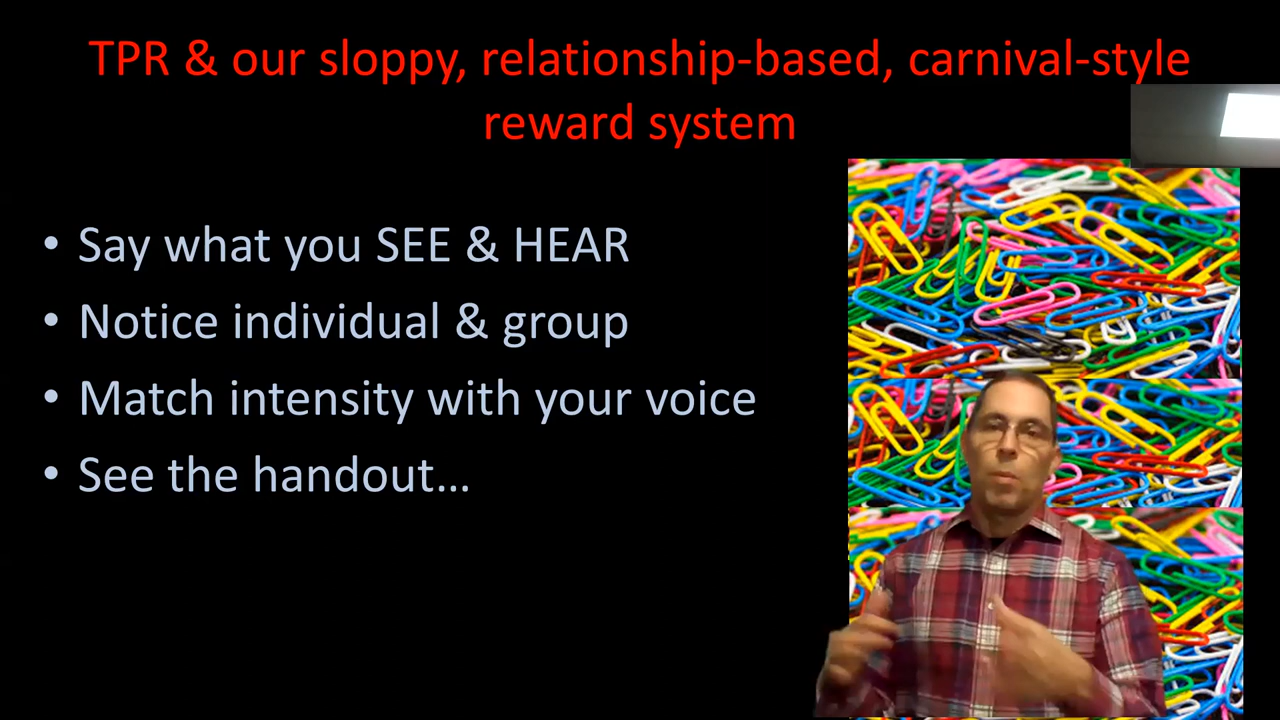 TPR & our sloppy, relationship-based, carnival-style
reward system
• Say what you SEE & HEAR
• Notice individual & group
• Match intensity with your voice
• See the handout…